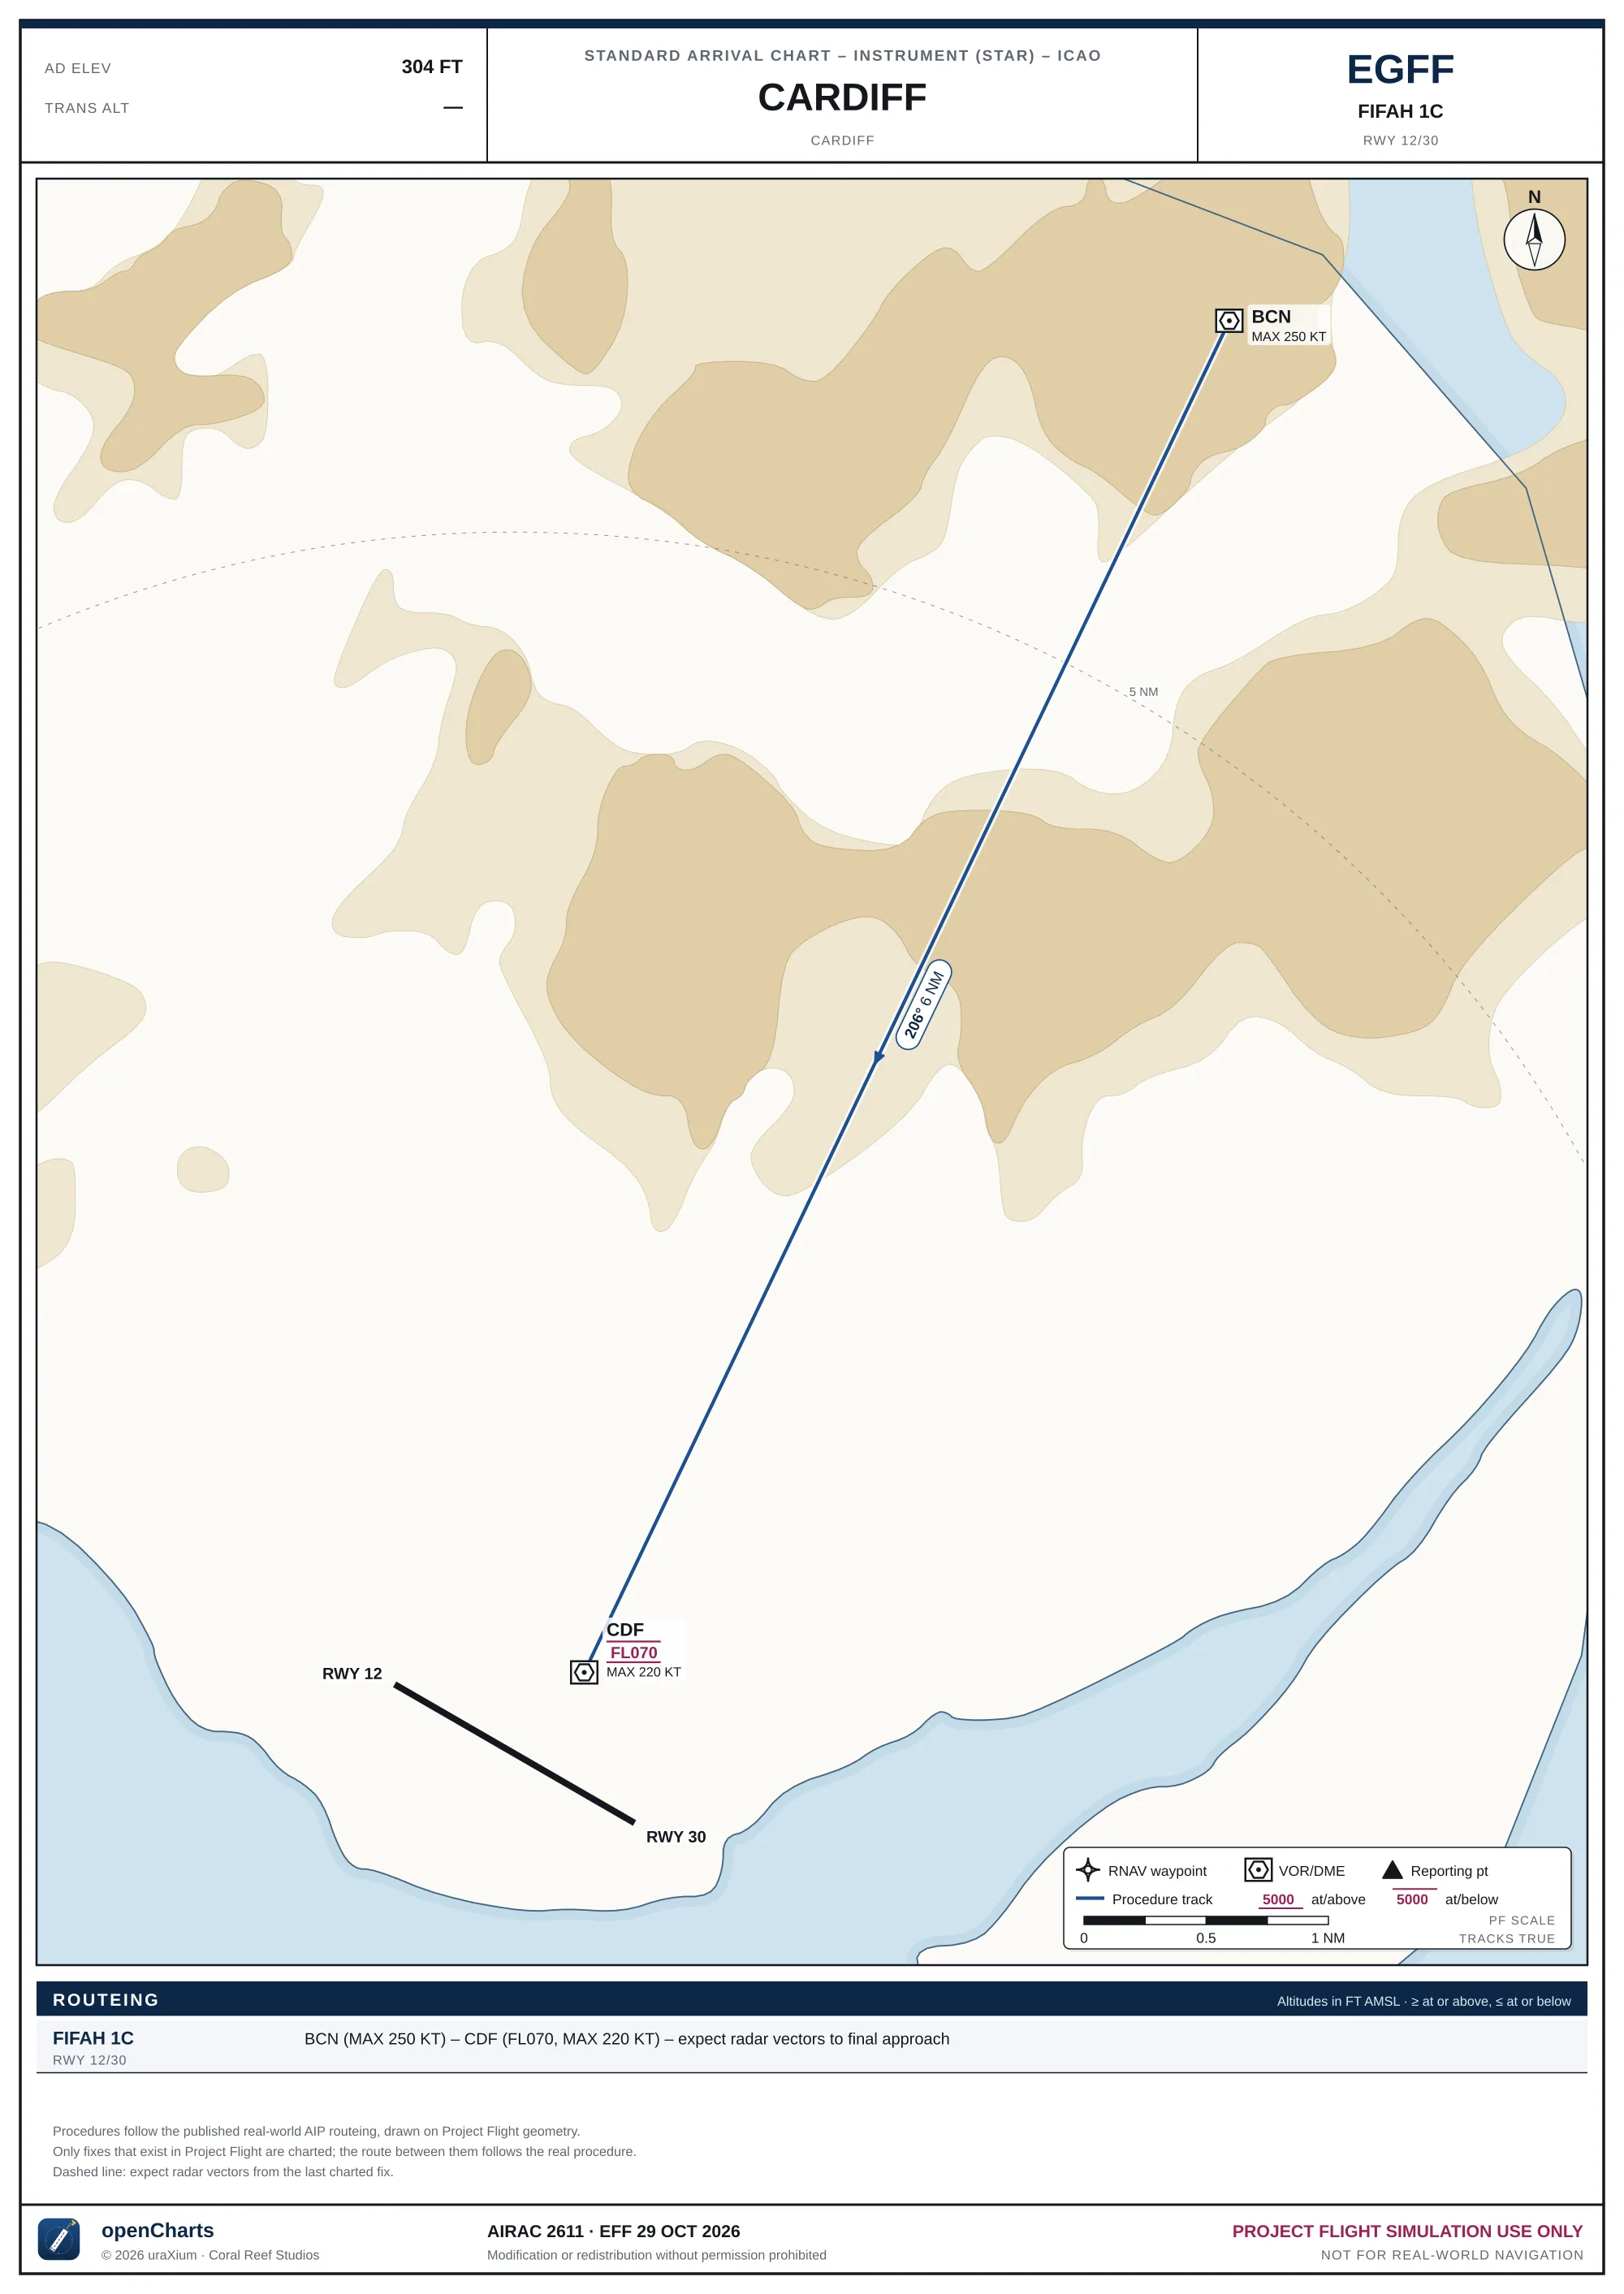 AD ELEV 304 FT
TRANS ALT —
STANDARD ARRIVAL CHART – INSTRUMENT (STAR) – ICAO
CARDIFF
CARDIFF
EGFF
FIFAH 1C
RWY 12/30
N
BCN
MAX 250 KT
5 NM
206° 6 NM
CDF
FL070
MAX 220 KT
RWY 12
RWY 30
RNAV waypoint VOR/DME Reporting pt
Procedure track 5000 at/above 5000 at/below
PF SCALE
0 0.5 1 NM TRACKS TRUE
ROUTEING Altitudes in FT AMSL · ≥ at or above, ≤ at or below
FIFAH 1C BCN (MAX 250 KT) – CDF (FL070, MAX 220 KT) – expect radar vectors to final approach
RWY 12/30
Procedures follow the published real-world AIP routeing, drawn on Project Flight geometry.
Only fixes that exist in Project Flight are charted; the route between them follows the real procedure.
Dashed line: expect radar vectors from the last charted fix.
openCharts AIRAC 2611 · EFF 29 OCT 2026 PROJECT FLIGHT SIMULATION USE ONLY
© 2026 uraXium · Coral Reef Studios Modification or redistribution without permission prohibited NOT FOR REAL-WORLD NAVIGATION